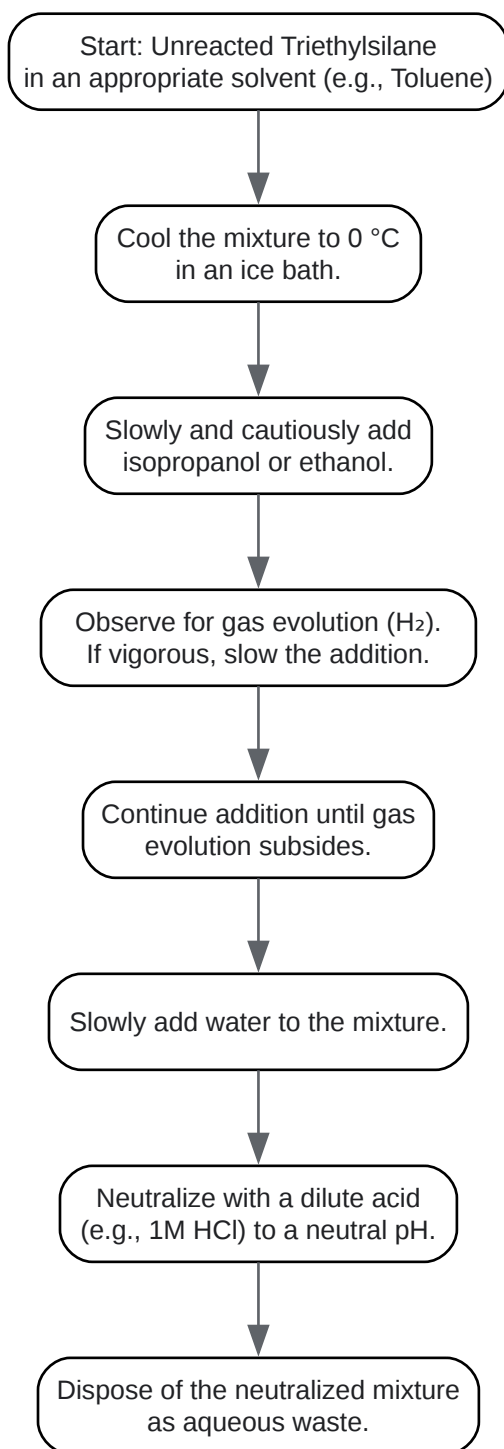 Start: Unreacted Triethylsilane
in an appropriate solvent (e.g., Toluene)
Cool the mixture to 0 °C
in an ice bath.
Slowly and cautiously add
isopropanol or ethanol.
Observe for gas evolution (H₂).
If vigorous, slow the addition.
Continue addition until gas
evolution subsides.
Slowly add water to the mixture.
Neutralize with a dilute acid
(e.g., 1M HCl) to a neutral pH.
Dispose of the neutralized mixture
as aqueous waste.